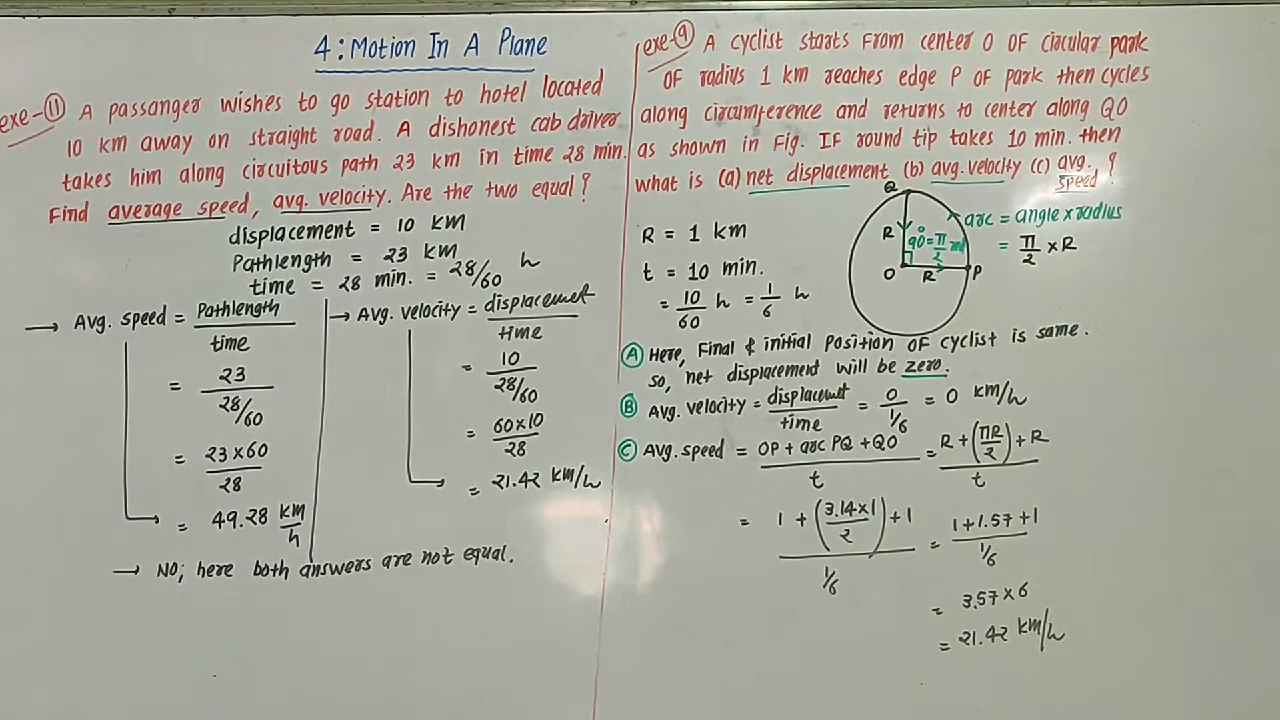 4: Motion In A Plane
exe-11 A passanger wishes to go station to hotel located
10 km away on straight road. A dishonest cab driver
takes him along circuitous path 23 km in time 28 min.
Find average speed, avg. velocity. Are the two equal?
displacement = 10 KM
Pathlength = 23 KM
time = 28 min. = 28/60 h
→ Avg. speed = Pathlength
time
= 23
28/60
= 23 x 60
28
= 49.28 km
h
→ Avg. velocity = displacemet
time
= 10
28/60
= 60 x 10
28
= 21.42 km/h
→ No; here both answers are not equal.
exe-9 A cyclist starts from center O OF circular park
OF radius 1 km reaches edge P OF park then cycles
along circumference and returns to center along QO
as shown in Fig. IF round tip takes 10 min. then
what is (a) net displacement (b) avg. velocity (c) avg. speed ?
R = 1 km
t = 10 min.
= 10/60 h = 1/6 h
Q
R
90° = π/2 rad
O R P
arc = angle x radius
= π/2 x R
A Here, Final & initial position OF cyclist is same.
so, net displacement will be zero.
B Avg. velocity = displacemet/time = 0/1/6 = 0 km/h
C Avg. speed = OP + arc PQ + QO/t = R + (πR/2) + R/t
= 1 + (3.14 x 1/2) + 1/1/6 = 1 + 1.57 + 1/1/6
= 3.57 x 6
= 21.42 km/h